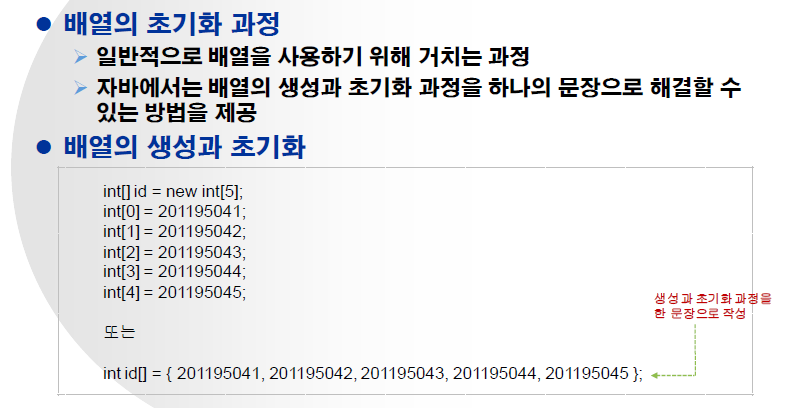 배열의 초기화 과정
일반적으로 배열을 사용하기 위해 거치는 과정
자바에서는 배열의 생성과 초기화 과정을 하나의 문장으로 해결할 수
있는 방법을 제공
배열의 생성과 초기화
int[] id = new int[5];
int[0] = 201195041;
int[1] = 201195042;
int[2] = 201195043;
int[3] = 201195044;
int[4] = 201195045;
또는
생성과 초기화 과정을
한 문장으로 작성
int id[] = { 201195041, 201195042, 201195043, 201195044, 201195045 };